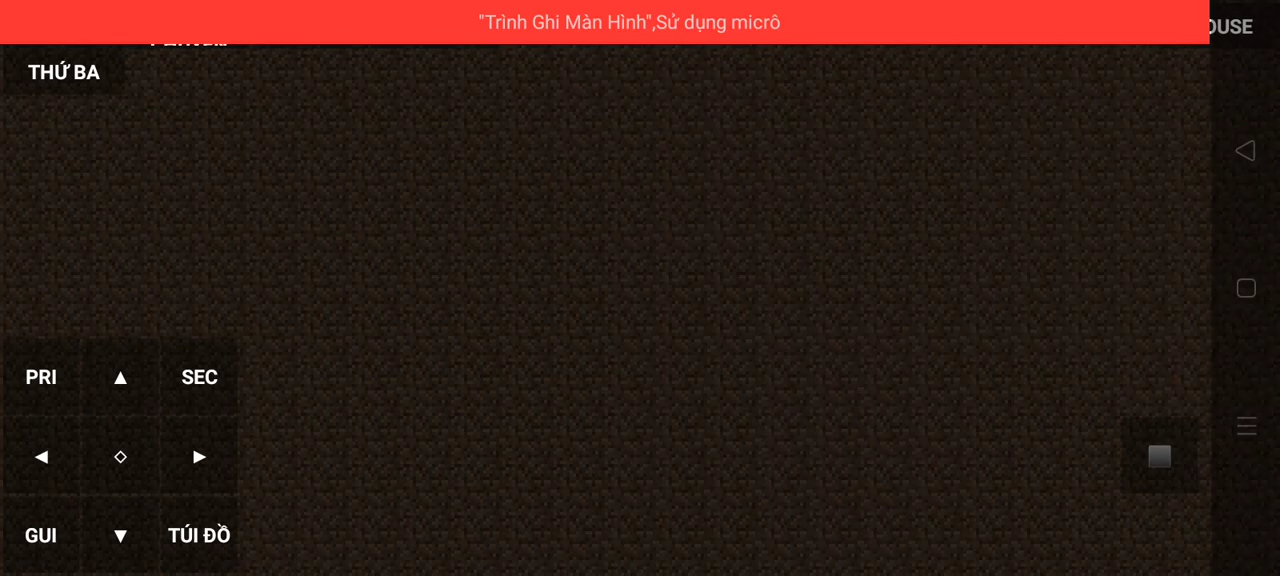 "Trình Ghi Màn Hình",Sử dụng micrô
OUSE
THỨ BA
PRI
▲
SEC
◄
◇
►
GUI
▼
TÚI ĐỒ